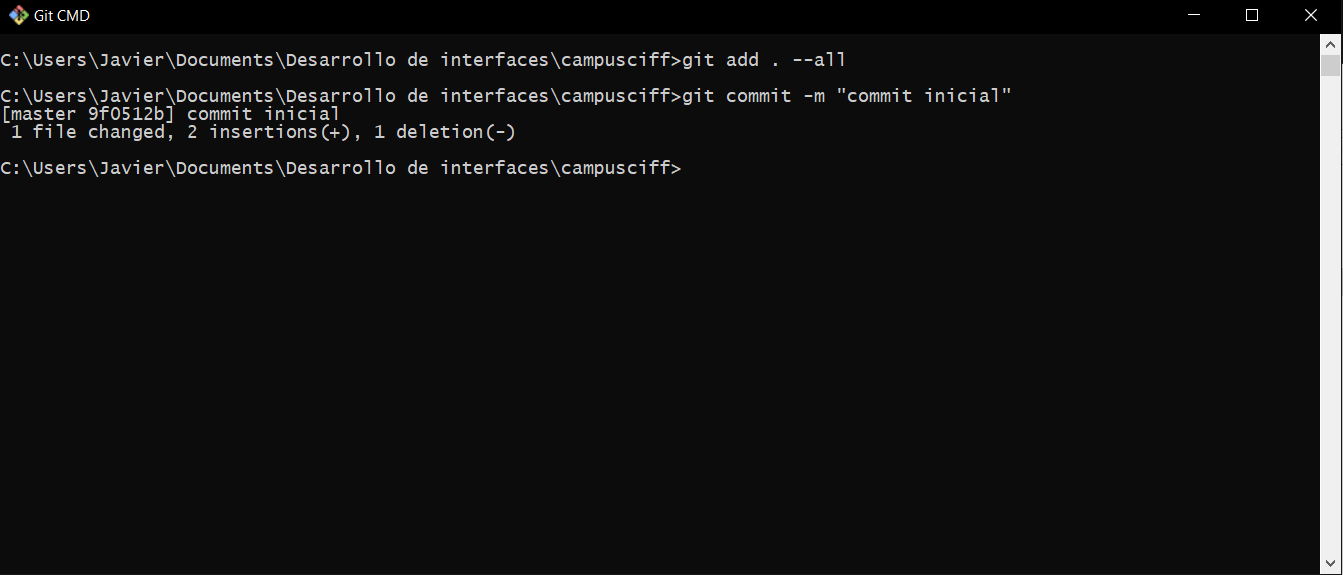 Git CMD
C:\Users\Javier\Documents\Desarrollo de interfaces\campusciff>git add . --all
C:\Users\Javier\Documents\Desarrollo de interfaces\campusciff>git commit -m "commit inicial"
[master 9f0512b] commit inicial
 1 file changed, 2 insertions(+), 1 deletion(-)
C:\Users\Javier\Documents\Desarrollo de interfaces\campusciff>